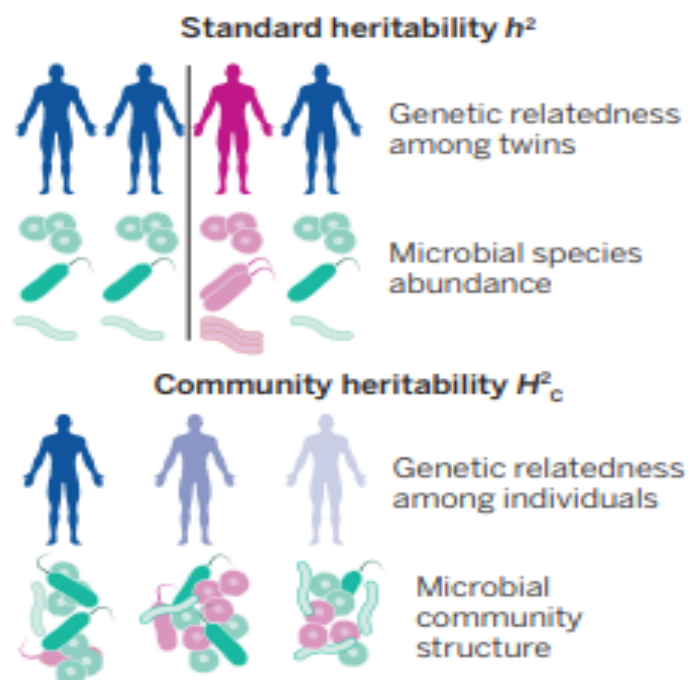 Standard heritability h²
Genetic relatedness
among twins
Microbial species
abundance
Community heritability H²c
Genetic relatedness
among individuals
Microbial
community
structure